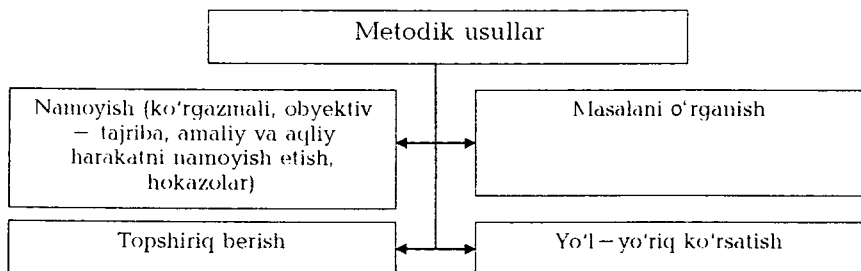 Metodik usullar
Namoyish (ko‘rgazmali, obyektiv
— tajriba, amaliy va aqliy
harakatni namoyish etish,
hokazolar)
Masalani o‘rganish
Topshiriq berish
Yo‘l—yo‘riq ko‘rsatish